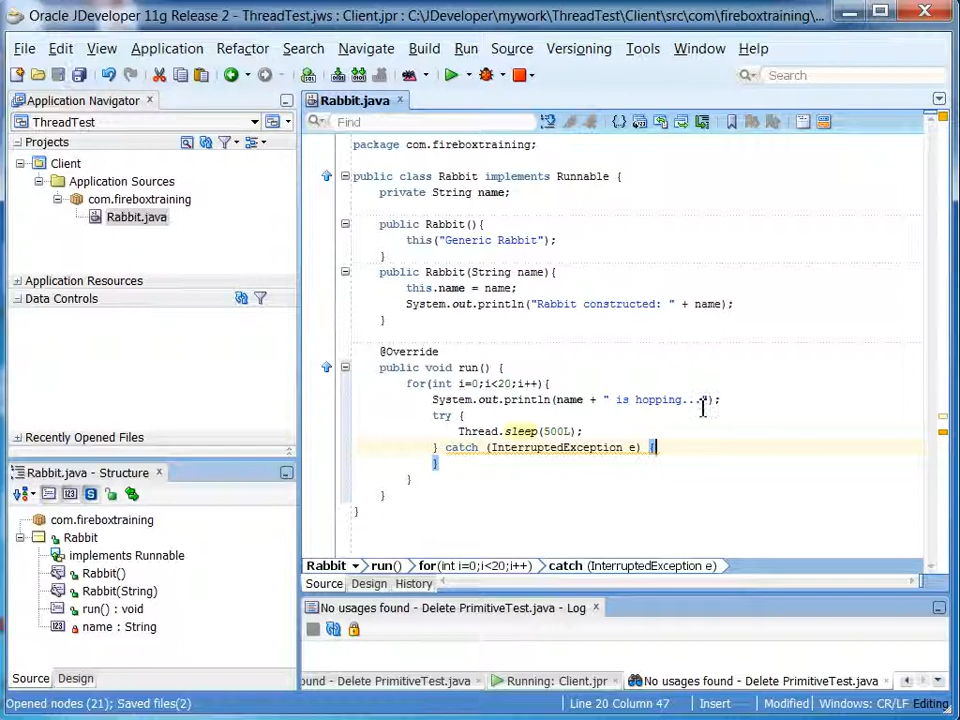 Oracle JDeveloper 11g Release 2 - ThreadTest.jws : Client.jpr : C:\JDeveloper\mywork\ThreadTest\Client\src\com\fireboxtraining\...
File Edit View Application Refactor Search Navigate Build Run Source Versioning Tools Window Help
Search
Application Navigator
ThreadTest
Projects
Client
Application Sources
com.fireboxtraining
Rabbit.java
Application Resources
Data Controls
Recently Opened Files
Rabbit.java - Structure
com.fireboxtraining
Rabbit
implements Runnable
Rabbit()
Rabbit(String)
run() : void
name : String
Source Design
Rabbit.java
Find
package com.fireboxtraining;
public class Rabbit implements Runnable {
private String name;
public Rabbit(){
this("Generic Rabbit");
}
public Rabbit(String name){
this.name = name;
System.out.println("Rabbit constructed: " + name);
}
@Override
public void run() {
for(int i=0;i<20;i++){
System.out.println(name + " is hopping...");
try {
Thread.sleep(500L);
} catch (InterruptedException e) {
}
}
}
}
Rabbit run() for(int i=0;i<20;i++) catch (InterruptedException e)
Source Design History
No usages found - Delete PrimitiveTest.java - Log
ound - Delete PrimitiveTest.java Running: Client.jpr No usages found - Delete PrimitiveTest.java
Opened nodes (21); Saved files(2) Line 20 Column 47 Insert Modified Windows: CR/LF Editing